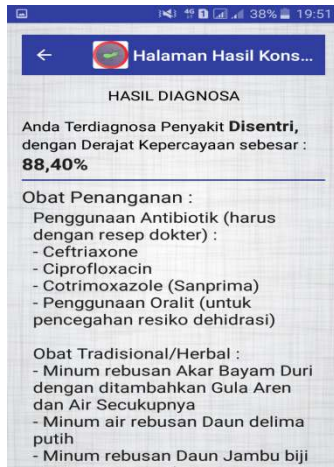 38% 19:51
Halaman Hasil Kons...
HASIL DIAGNOSA
Anda Terdiagnosa Penyakit Disentri,
dengan Derajat Kepercayaan sebesar :
88,40%
Obat Penanganan :
Penggunaan Antibiotik (harus
dengan resep dokter) :
- Ceftriaxone
- Ciprofloxacin
- Cotrimoxazole (Sanprima)
- Penggunaan Oralit (untuk
pencegahan resiko dehidrasi)
Obat Tradisional/Herbal :
- Minum rebusan Akar Bayam Duri
dengan ditambahkan Gula Aren
dan Air Secukupnya
- Minum air rebusan Daun delima
putih
- Minum rebusan Daun Jambu biji